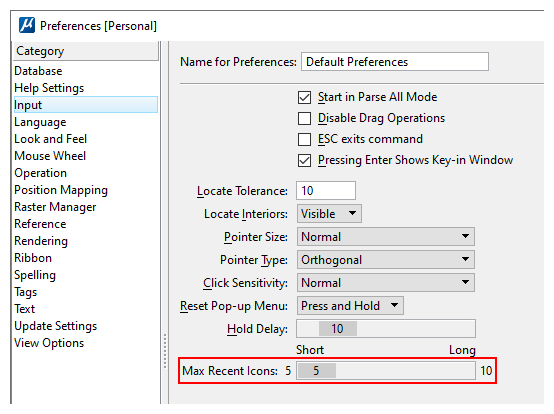 Preferences [Personal]
Category
Database
Help Settings
Input
Language
Look and Feel
Mouse Wheel
Operation
Position Mapping
Raster Manager
Reference
Rendering
Ribbon
Spelling
Tags
Text
Update Settings
View Options
Name for Preferences: Default Preferences
Start in Parse All Mode
Disable Drag Operations
ESC exits command
Pressing Enter Shows Key-in Window
Locate Tolerance: 10
Locate Interiors: Visible
Pointer Size: Normal
Pointer Type: Orthogonal
Click Sensitivity: Normal
Reset Pop-up Menu: Press and Hold
Hold Delay: 10
Short Long
Max Recent Icons: 5 5 10